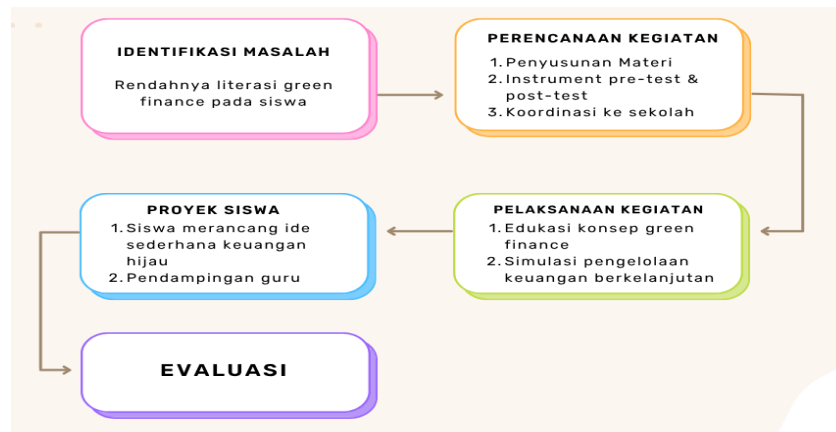 IDENTIFIKASI MASALAH
Rendahnya literasi green
finance pada siswa
PERENCANAAN KEGIATAN
1. Penyusunan Materi
2. Instrument pre-test &
post-test
3. Koordinasi ke sekolah
PELAKSANAAN KEGIATAN
1. Edukasi konsep green
finance
2. Simulasi pengelolaan
keuangan berkelanjutan
PROYEK SISWA
1. Siswa merancang ide
sederhana keuangan
hijau
2. Pendampingan guru
EVALUASI